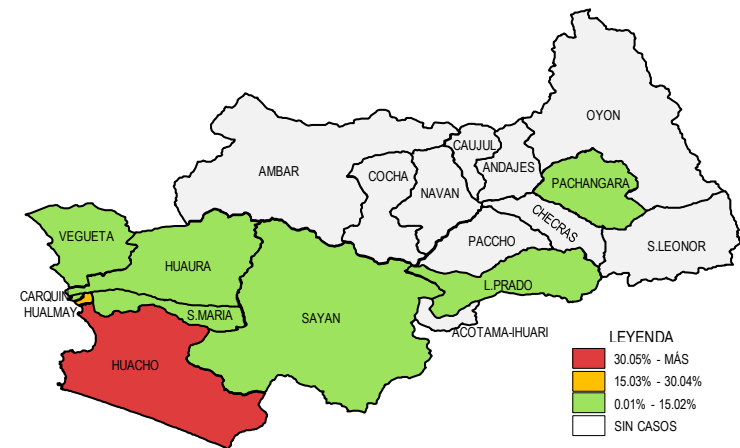 OYON
CAUJUL
ANDAJES
AMBAR
COCHA
NAVAN
PACHANGARA
CHECRAS
VEGUETA
PACCHO
S.LEONOR
HUAURA
L.PRADO
CARQUIN
HUALMAY
S.MARIA
SAYAN
ACOTAMA-IHUARI
HUACHO
LEYENDA
30.05% - MÁS
15.03% - 30.04%
0.01% - 15.02%
SIN CASOS